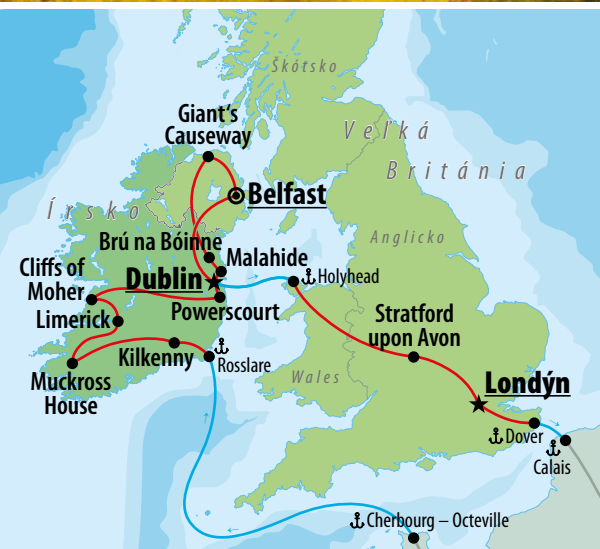 Škótsko
Giant's
Causeway
Veľká
Británia
Belfast
Írsko
Anglicko
Brú na Bóinne
Malahide
Cliffs of
Moher
Dublin
Holyhead
Powerscourt
Limerick
Stratford
upon Avon
Kilkenny
Rosslare
Muckross
House
Wales
Londýn
Dover
Calais
Cherbourg – Octeville